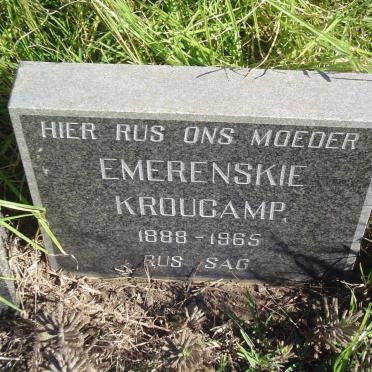 HIER RUS ONS MOEDER
EMERENSKIE
KROUCAMP.
1888-1965
RUS SAG